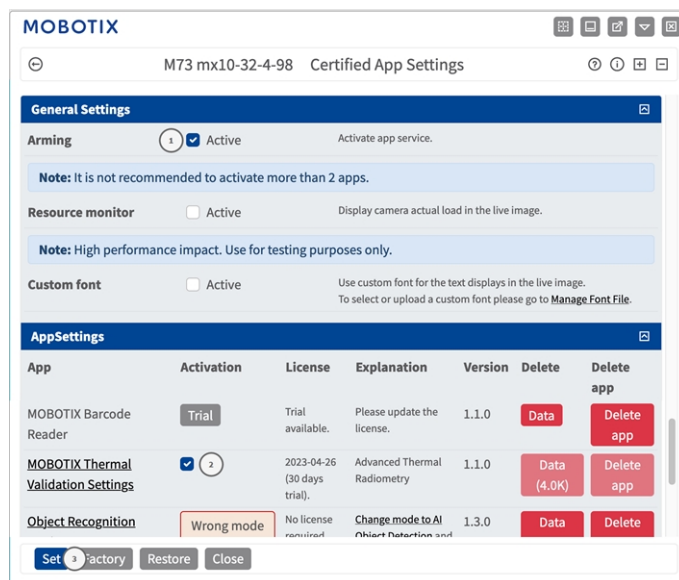 MOBOTIX
M73 mx10-32-4-98 Certified App Settings
General Settings
Arming 1 Active Activate app service.
Note: It is not recommended to activate more than 2 apps.
Resource monitor Active Display camera actual load in the live image.
Note: High performance impact. Use for testing purposes only.
Custom font Active Use custom font for the text displays in the live image.
To select or upload a custom font please go to Manage Font File.
AppSettings
App Activation License Explanation Version Delete Delete
app
MOBOTIX Barcode Trial Trial Please update the 1.1.0 Data Delete
Reader available. license. app
MOBOTIX Thermal 2 2023-04-26 Advanced Thermal 1.1.0 Data Delete
Validation Settings (30 days Radiometry (4.0K) app
trial).
Object Recognition Wrong mode No license Change mode to AI 1.3.0 Data Delete
required Object Detection and
Set 3 Factory Restore Close